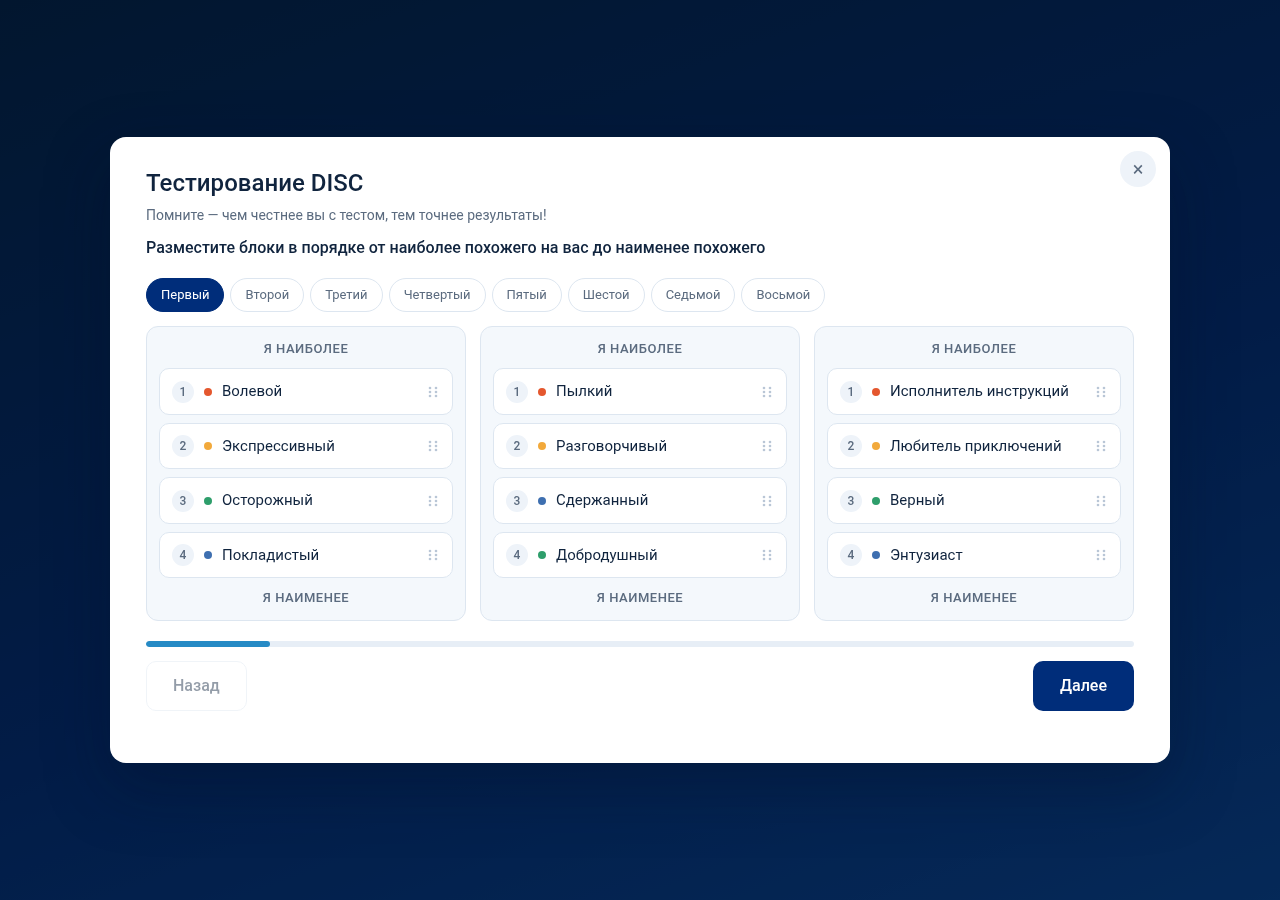 Тестирование DISC
×
Помните — чем честнее вы с тестом, тем точнее результаты!
Разместите блоки в порядке от наиболее похожего на вас до наименее похожего
Первый Второй Третий Четвертый Пятый Шестой Седьмой Восьмой
Я НАИБОЛЕЕ
1 Волевой
2 Экспрессивный
3 Осторожный
4 Покладистый
Я НАИМЕНЕЕ
Я НАИБОЛЕЕ
1 Пылкий
2 Разговорчивый
3 Сдержанный
4 Добродушный
Я НАИМЕНЕЕ
Я НАИБОЛЕЕ
1 Исполнитель инструкций
2 Любитель приключений
3 Верный
4 Энтузиаст
Я НАИМЕНЕЕ
Назад
Далее